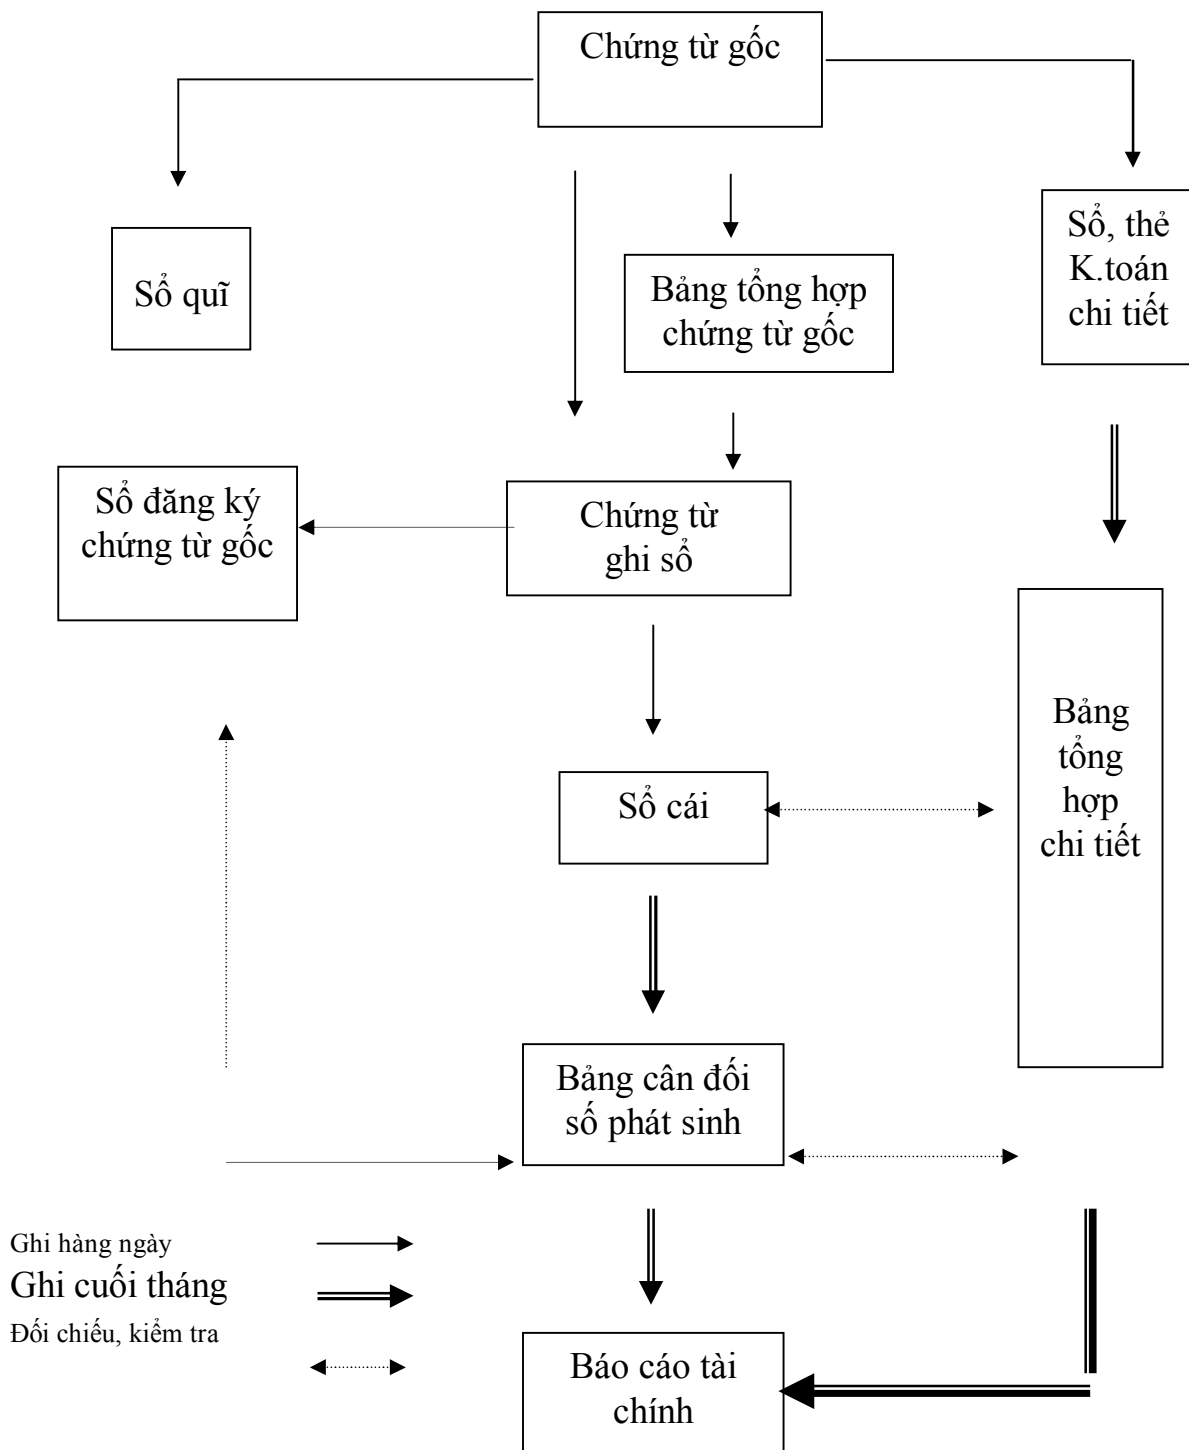 Chứng từ gốc
Sổ quĩ
Bảng tổng hợp
chứng từ gốc
Sổ, thẻ
K.toán
chi tiết
Sổ đăng ký
chứng từ gốc
Chứng từ
ghi sổ
Bảng
tổng
hợp
chi tiết
Sổ cái
Bảng cân đối
số phát sinh
Ghi hàng ngày
Ghi cuối tháng
Đối chiếu, kiểm tra
Báo cáo tài
chính